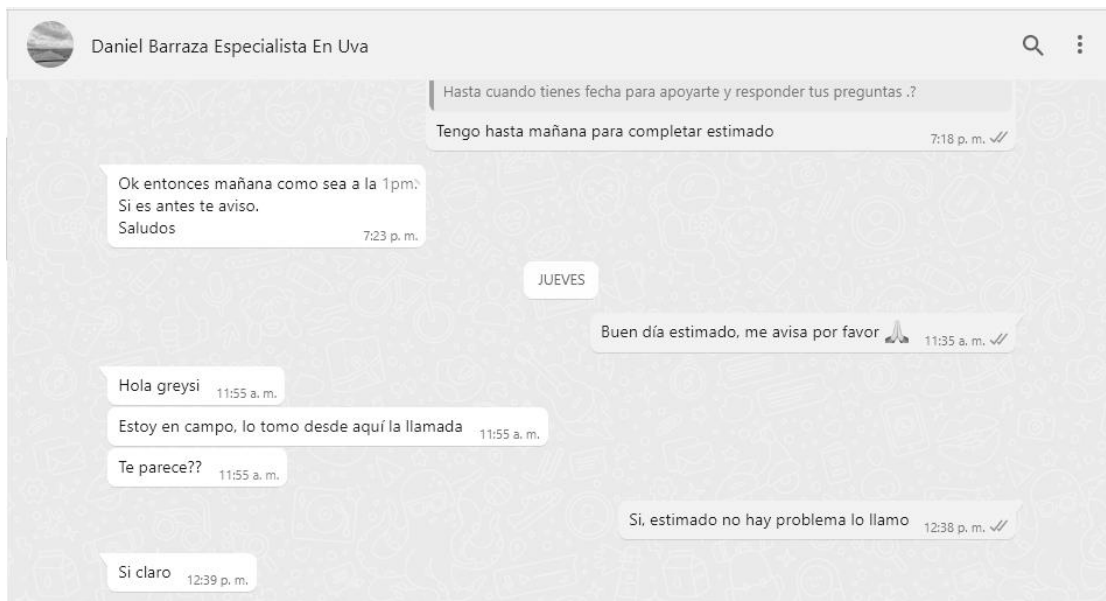 Daniel Barraza Especialista En Uva
Hasta cuando tienes fecha para apoyarte y responder tus preguntas .?
Tengo hasta mañana para completar estimado 7:18 p. m.
Ok entonces mañana como sea a la 1pm.
Si es antes te aviso.
Saludos 7:23 p. m.
JUEVES
Buen día estimado, me avisa por favor 🙏 11:35 a. m.
Hola greysi 11:55 a. m.
Estoy en campo, lo tomo desde aquí la llamada 11:55 a. m.
Te parece?? 11:55 a. m.
Si, estimado no hay problema lo llamo 12:38 p. m.
Si claro 12:39 p. m.